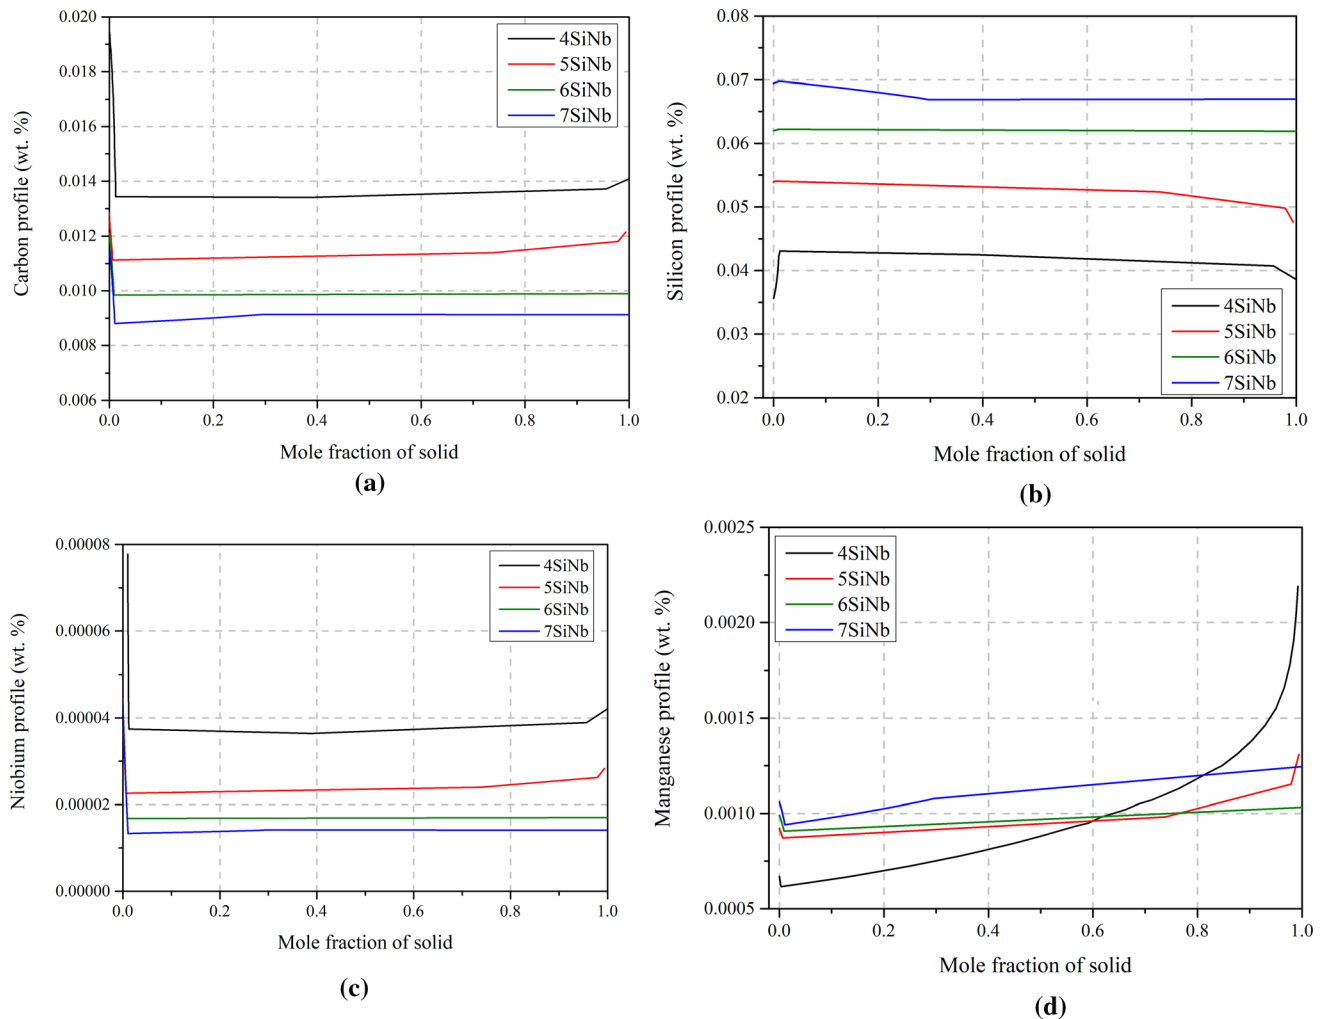 0.020
0.018
0.016
0.014
0.012
0.010
0.008
0.006
Carbon profile (wt. %)
4SiNb
5SiNb
6SiNb
7SiNb
0.0 0.2 0.4 0.6 0.8 1.0
Mole fraction of solid
(a)
0.08
0.07
0.06
0.05
0.04
0.03
0.02
Silicon profile (wt. %)
4SiNb
5SiNb
6SiNb
7SiNb
0.0 0.2 0.4 0.6 0.8 1.0
Mole fraction of solid
(b)
0.00008
0.00006
0.00004
0.00002
0.00000
Niobium profile (wt. %)
4SiNb
5SiNb
6SiNb
7SiNb
0.0 0.2 0.4 0.6 0.8 1.0
Mole fraction of solid
(c)
0.0025
0.0020
0.0015
0.0010
0.0005
Manganese profile (wt. %)
4SiNb
5SiNb
6SiNb
7SiNb
0.0 0.2 0.4 0.6 0.8 1.0
Mole fraction of solid
(d)